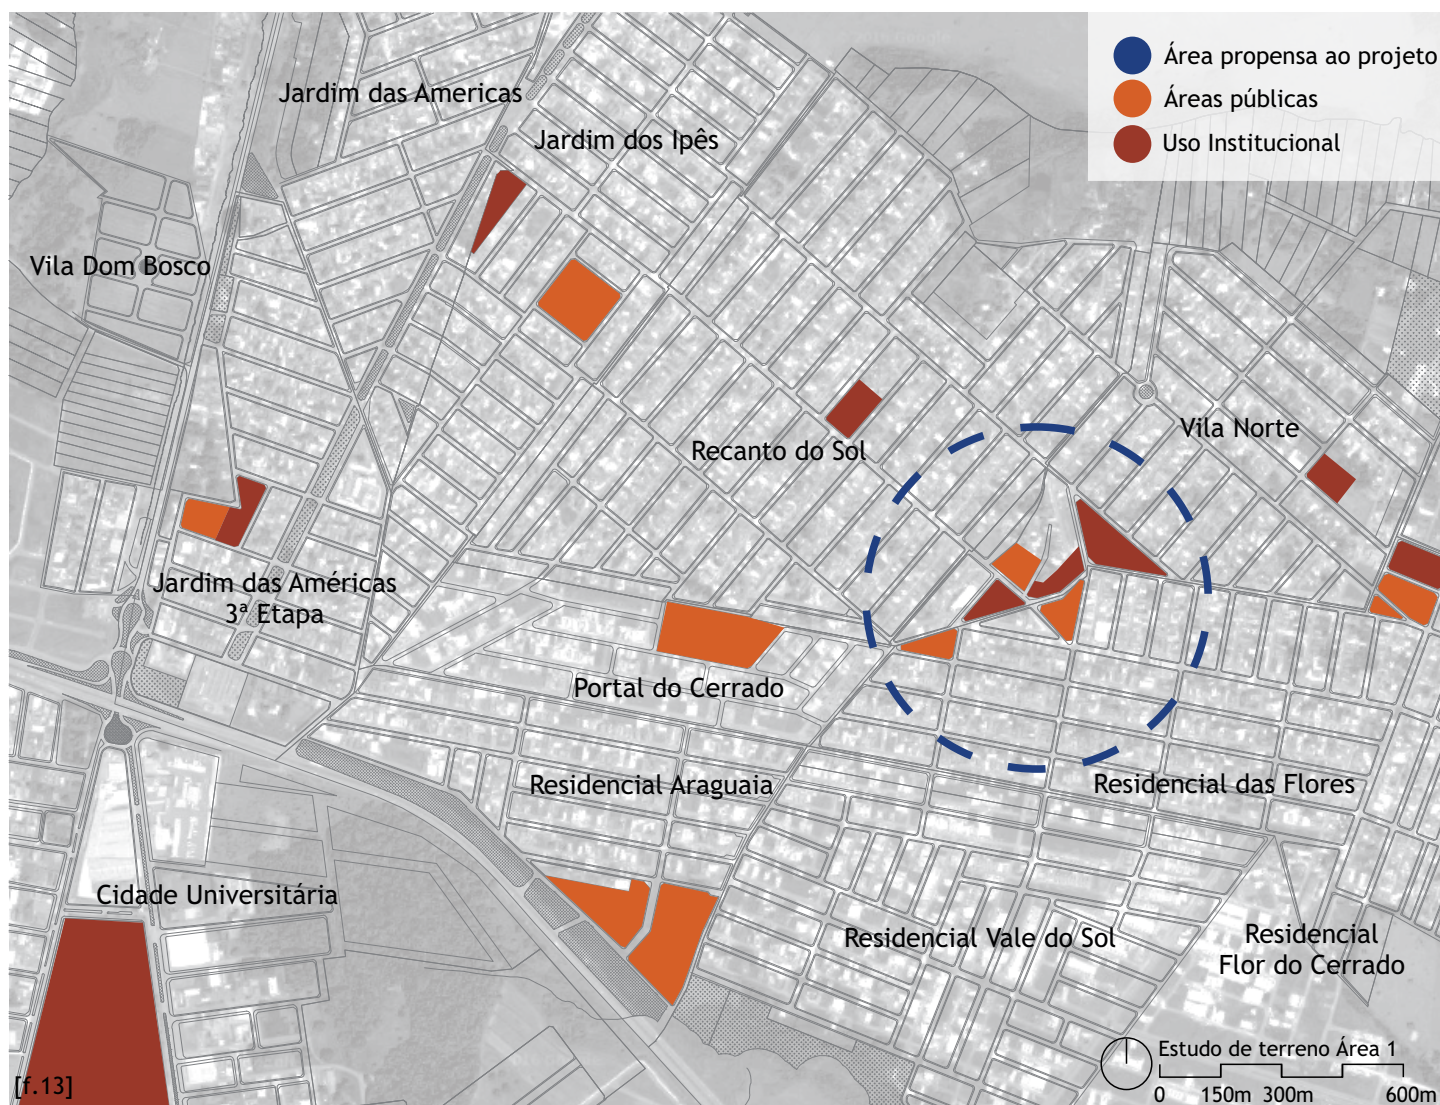 Área propensa ao projeto
Áreas públicas
Uso Institucional
Jardim das Americas
Jardim dos Ipês
Vila Dom Bosco
Recanto do Sol
Vila Norte
Jardim das Américas
3ª Etapa
Portal do Cerrado
Residencial Araguaia
Residencial das Flores
Cidade Universitária
Residencial Vale do Sol
Residencial
Flor do Cerrado
Estudo de terreno Área 1
0 150m 300m 600m
[f.13]